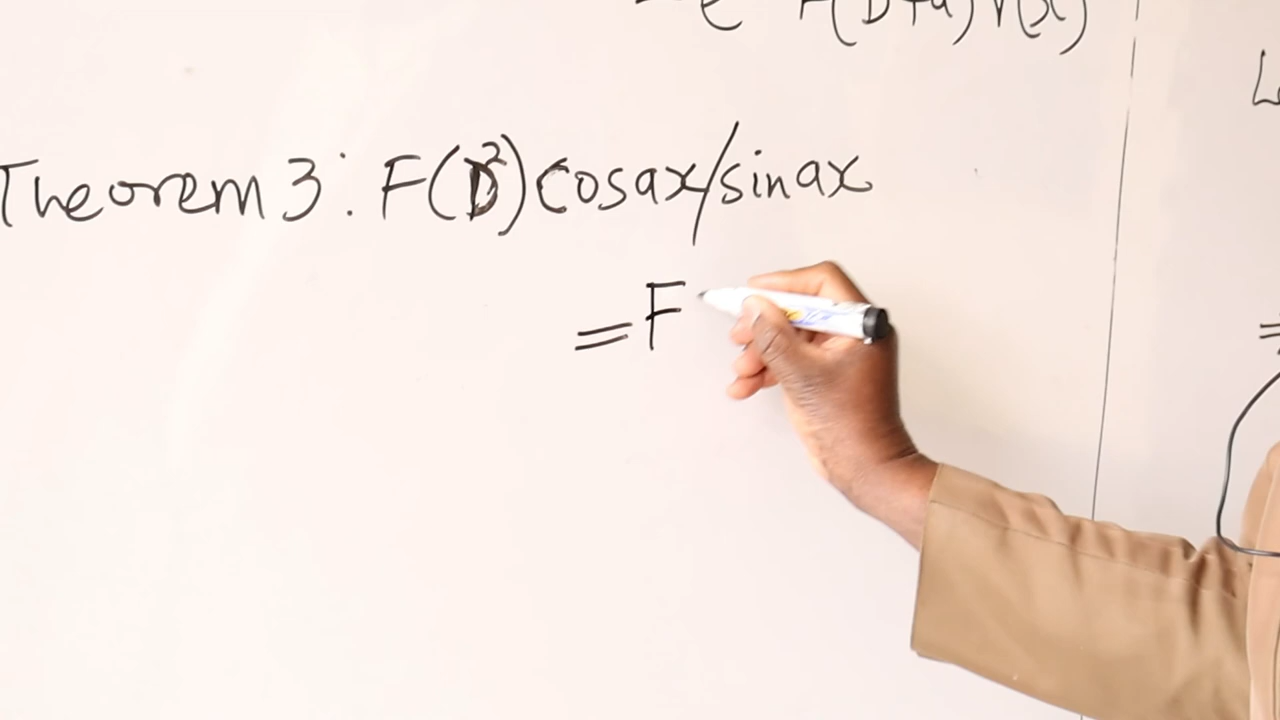 = e F(D+a)V(x)
Theorem 3: F(D²)cosax/sinax
= F
L
=